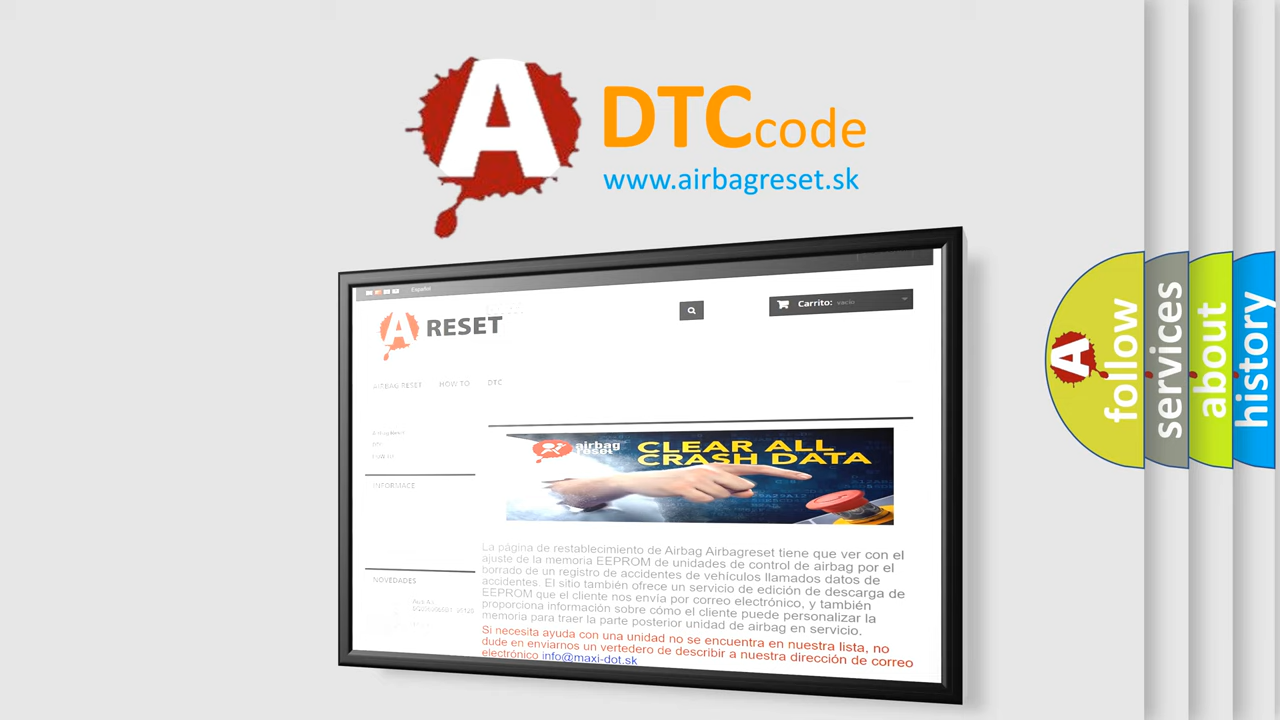 A
DTCcode
www.airbagreset.sk
Español
A RESET
Carrito: vacío
AIRBAG RESET HOW TO DTC
INFORMACE
airbag
reset
CLEAR ALL
CRASH DATA
La página de restablecimiento de Airbag Airbagreset tiene que ver con el
ajuste de la memoria EEPROM de unidades de control de airbag por el
borrado de un registro de accidentes de vehículos llamados datos de
accidentes. El sitio también ofrece un servicio de edición de descarga de
EEPROM que el cliente nos envía por correo electrónico, y también
proporciona información sobre cómo el cliente puede personalizar la
memoria para traer la parte posterior unidad de airbag en servicio.
Si necesita ayuda con una unidad no se encuentra en nuestra lista, no
dude en enviarnos un vertedero de describir a nuestra dirección de correo
electrónico info@maxi-dot.sk
NOVEDADES
A
follow
services
about
history